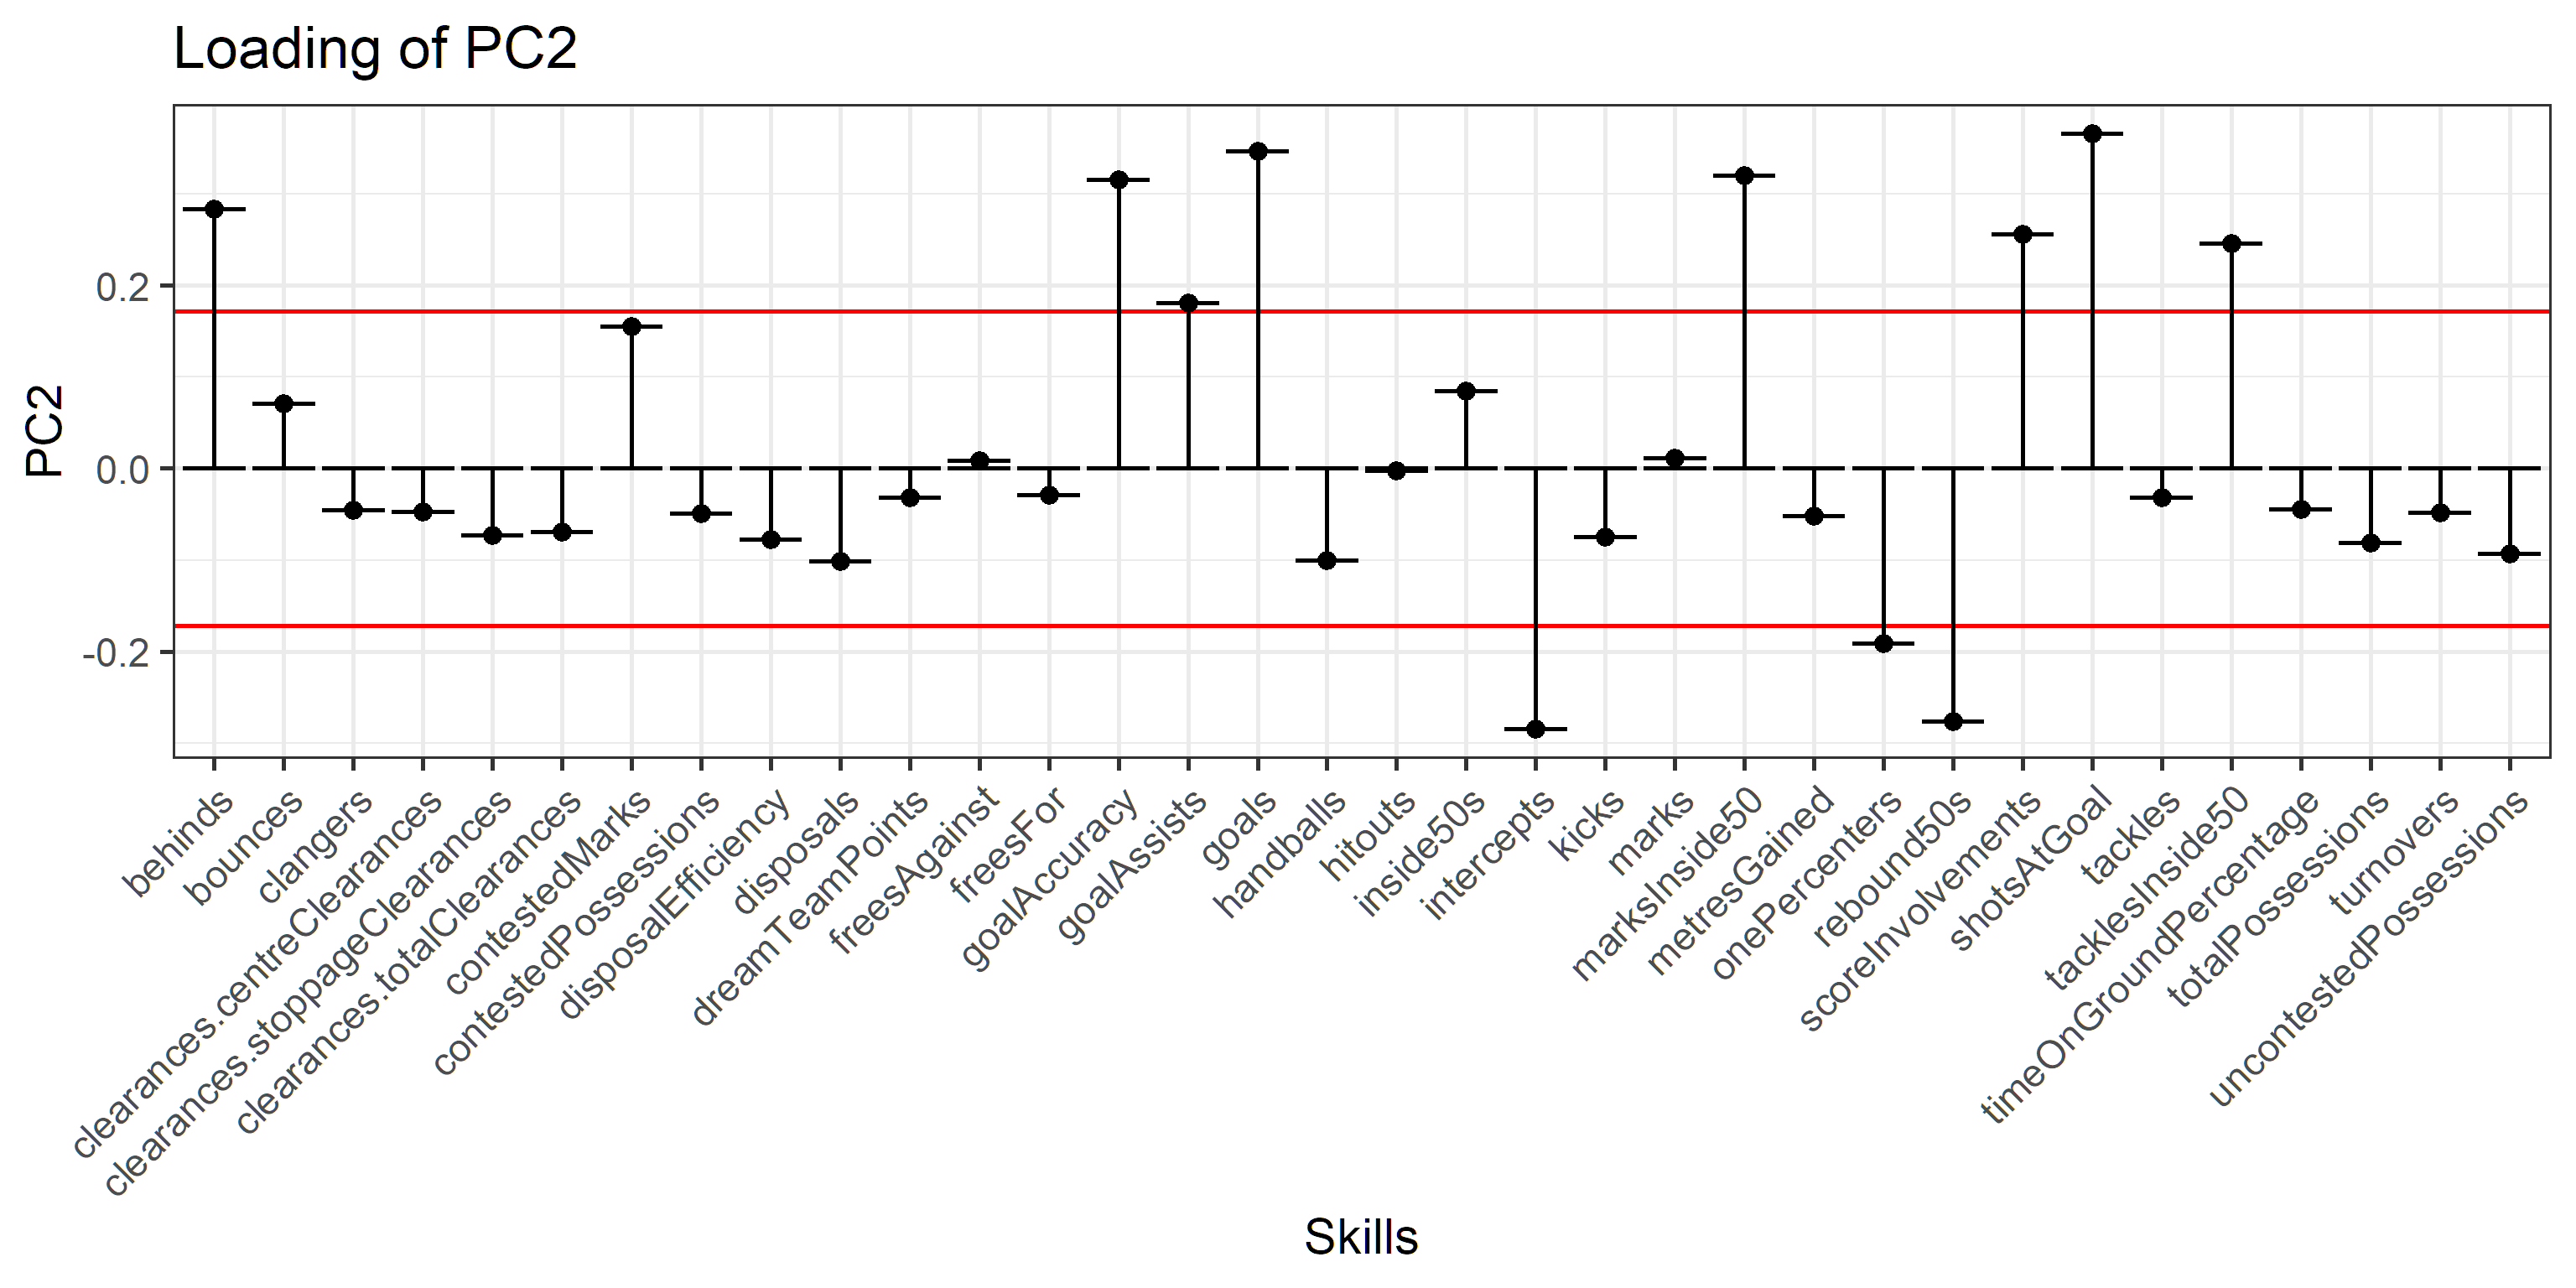 Loading of PC2
PC2
0.2
0.0
-0.2
behinds
bounces
clangers
clearances.centreClearances
clearances.stoppageClearances
clearances.totalClearances
contestedMarks
contestedPossessions
disposalEfficiency
disposals
dreamTeamPoints
freesAgainst
freesFor
goalAccuracy
goalAssists
goals
handballs
hitouts
inside50s
intercepts
kicks
marks
marksInside50
metresGained
onePercenters
rebound50s
scoreInvolvements
shotsAtGoal
tackles
tacklesInside50
timeOnGroundPercentage
totalPossessions
turnovers
uncontestedPossessions
Skills